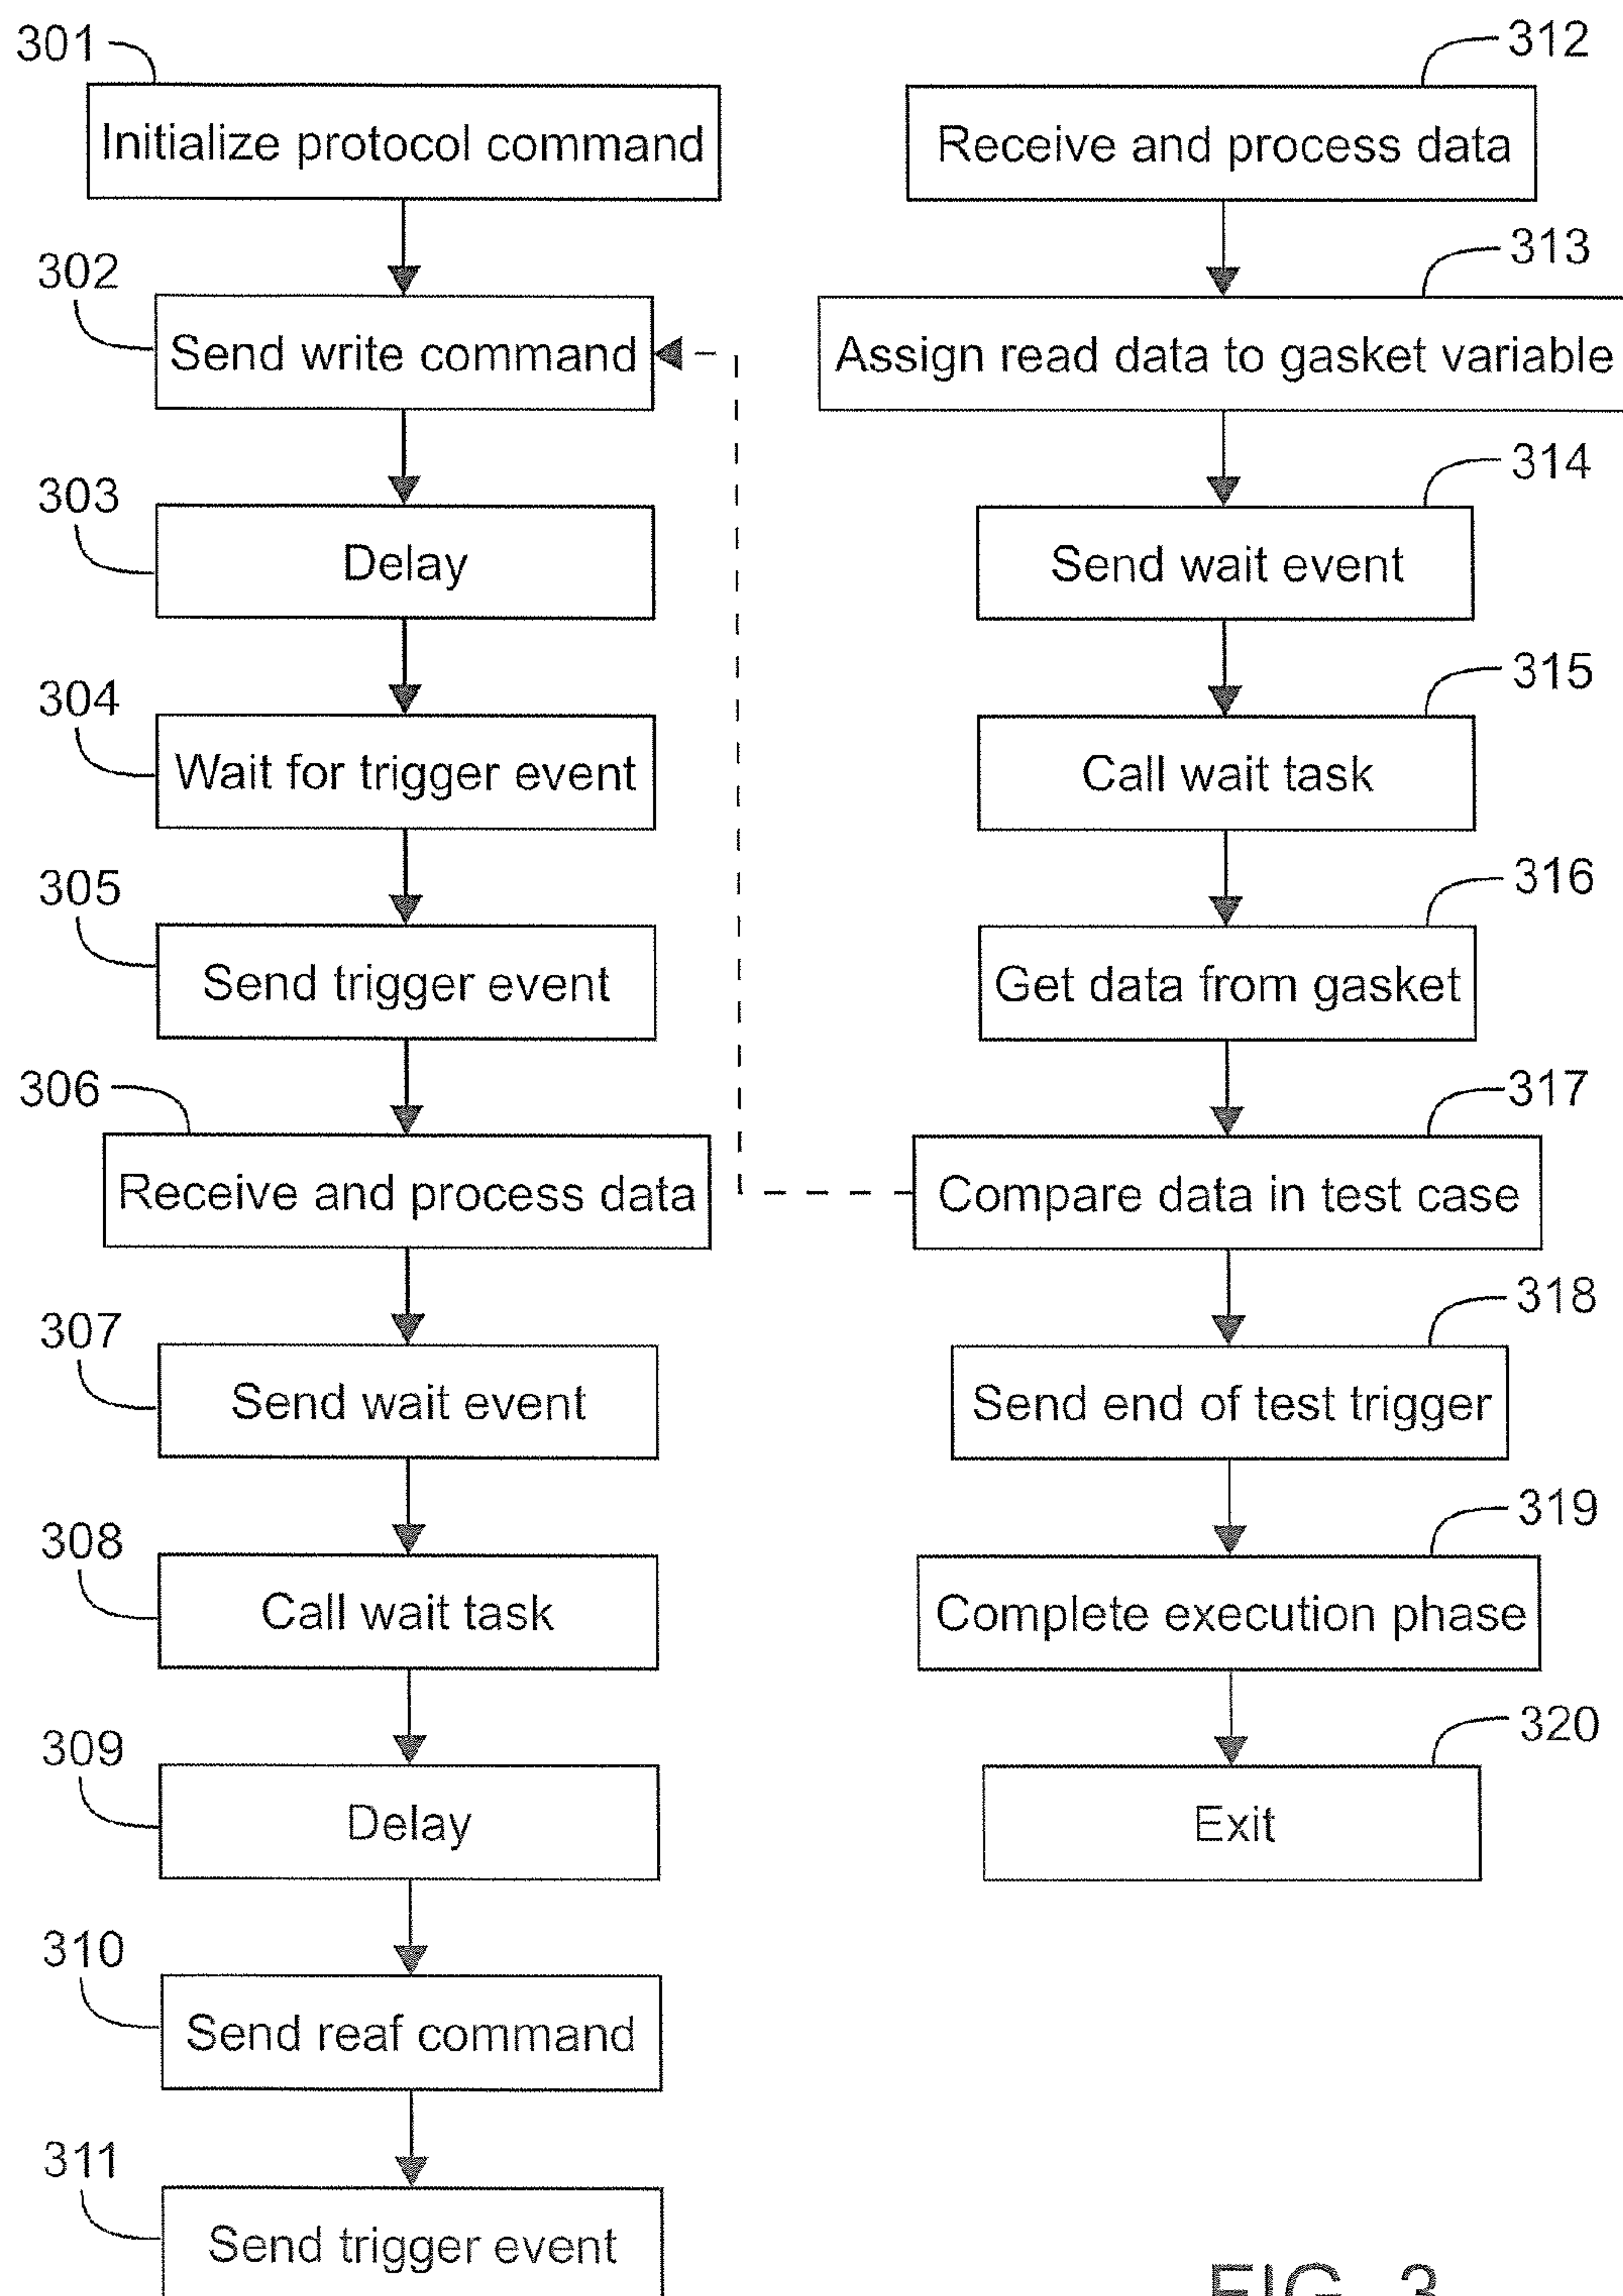 301
Initialize protocol command
302
Send write command
303
Delay
304
Wait for trigger event
305
Send trigger event
306
Receive and process data
307
Send wait event
308
Call wait task
309
Delay
310
Send reaf command
311
Send trigger event
312
Receive and process data
313
Assign read data to gasket variable
314
Send wait event
315
Call wait task
316
Get data from gasket
317
Compare data in test case
318
Send end of test trigger
319
Complete execution phase
320
Exit
FIG. 3